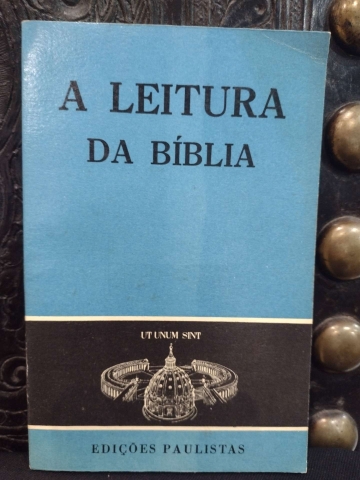 A LEITURA
DA BÍBLIA
UT UNUM SINT
EDIÇÕES PAULISTAS